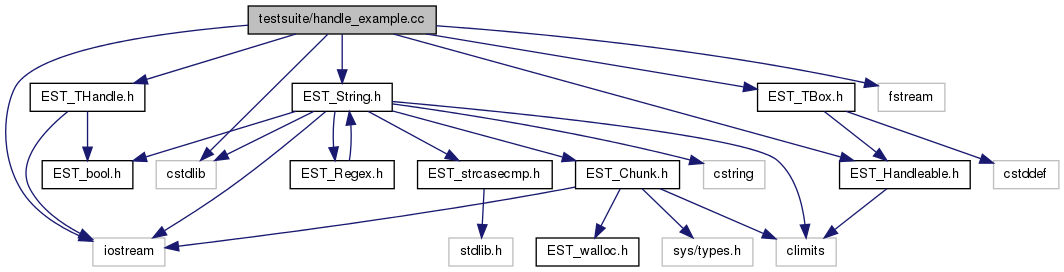 testsuite/handle_example.cc
EST_THandle.h
EST_String.h
EST_TBox.h
fstream
EST_bool.h
cstdlib
EST_Regex.h
EST_strcasecmp.h
EST_Chunk.h
cstring
EST_Handleable.h
cstddef
iostream
stdlib.h
EST_walloc.h
sys/types.h
climits